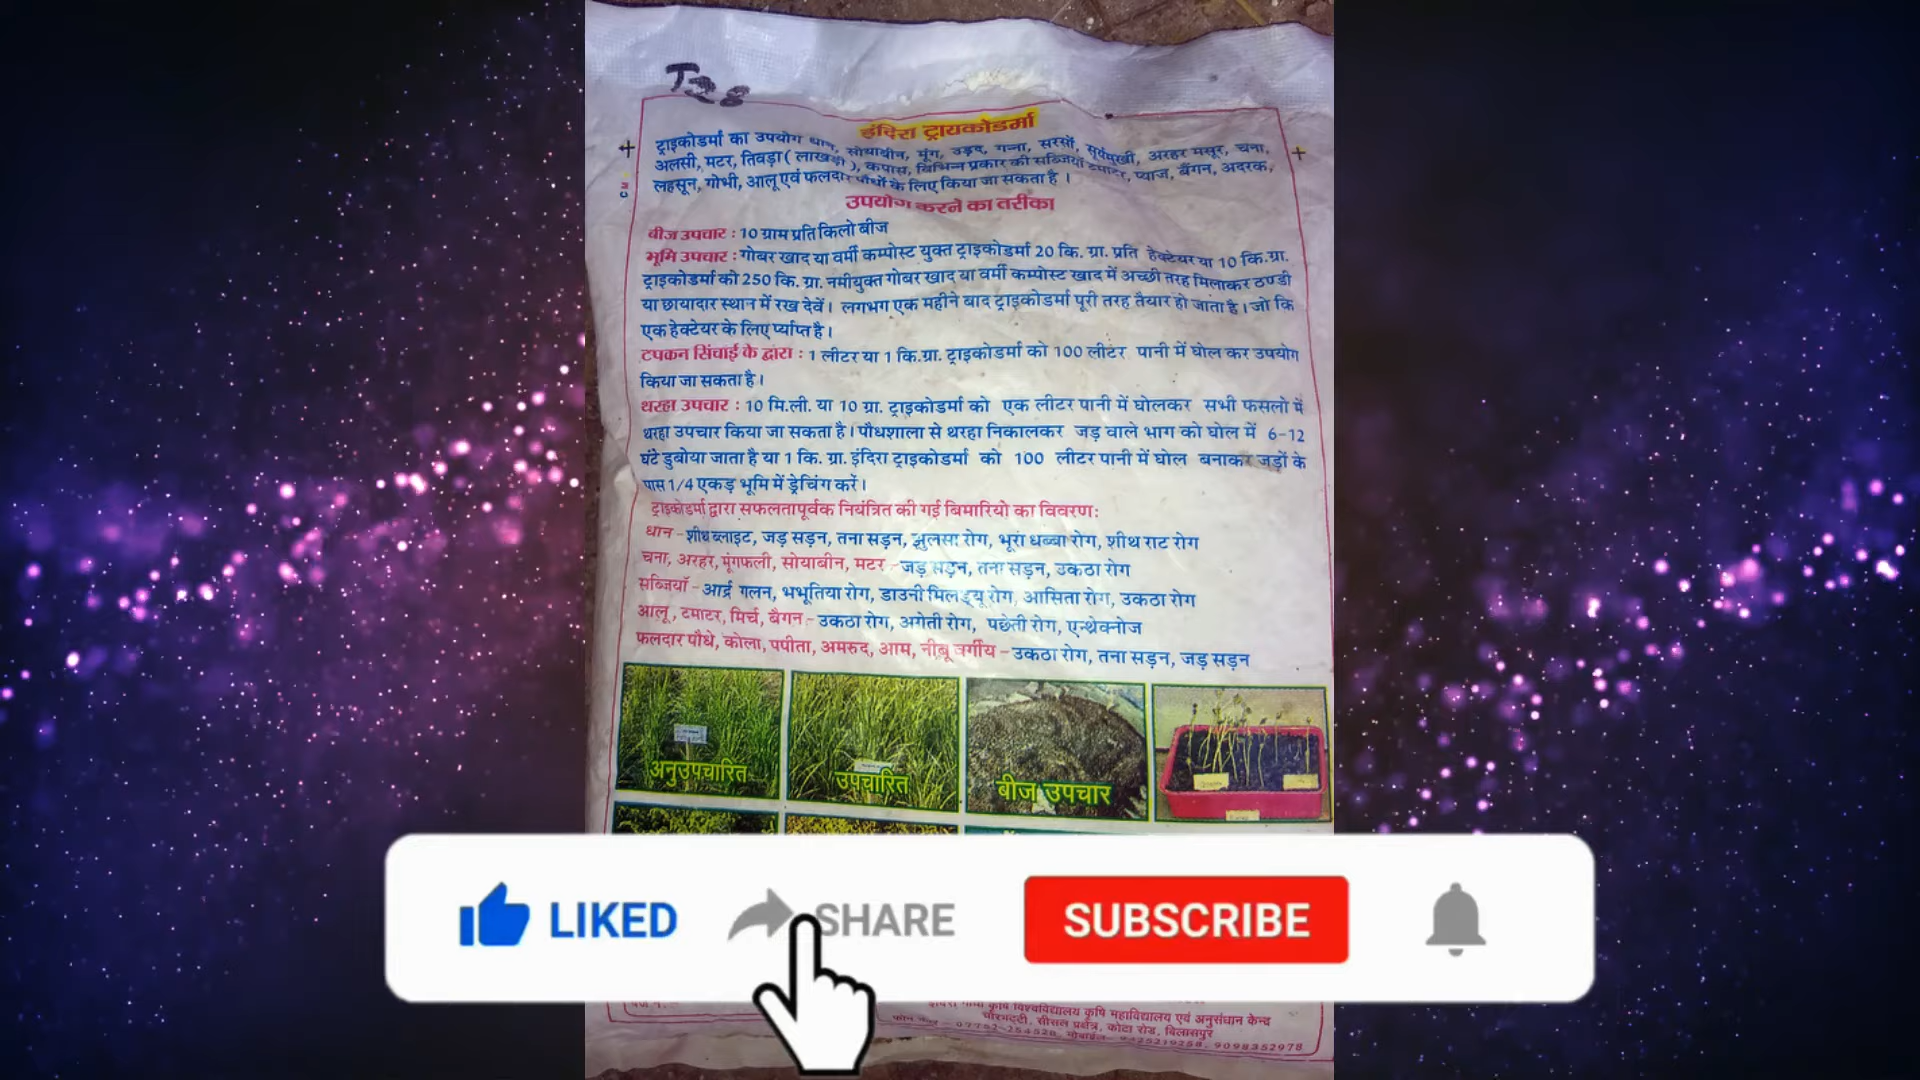 T28
इंदिरा ट्रायकोडर्मा
ट्राइकोडर्मा का उपयोग धान, सोयाबीन, मूंग, उड़द, गन्ना, सरसों, सूर्यमुखी, अरहर मसूर, चना,
अलसी, मटर, तिवड़ा ( लाखड़ी ), कपास, विभिन्न प्रकार की सब्जियाँ टमाटर, प्याज, बैंगन, अदरक,
लहसून, गोभी, आलू एवं फलदार पौधों के लिए किया जा सकता है ।
उपयोग करने का तरीका
बीज उपचार : 10 ग्राम प्रति किलो बीज
भूमि उपचार : गोबर खाद या वर्मी कम्पोस्ट युक्त ट्राइकोडर्मा 20 कि. ग्रा. प्रति हेक्टेयर या 10 कि.ग्रा.
ट्राइकोडर्मा को 250 कि. ग्रा. नमीयुक्त गोबर खाद या वर्मी कम्पोस्ट खाद में अच्छी तरह मिलाकर ठण्डी
या छायादार स्थान में रख देवें । लगभग एक महीने बाद ट्राइकोडर्मा पूरी तरह तैयार हो जाता है । जो कि
एक हेक्टेयर के लिए र्प्याप्त है ।
टपकन सिंचाई के द्वारा : 1 लीटर या 1 कि.ग्रा. ट्राइकोडर्मा को 100 लीटर पानी में घोल कर उपयोग
किया जा सकता है ।
थरहा उपचार : 10 मि.ली. या 10 ग्रा. ट्राइकोडर्मा को एक लीटर पानी में घोलकर सभी फसलो में
थरहा उपचार किया जा सकता है । पौधशाला से थरहा निकालकर जड़ वाले भाग को घोल में 6-12
घंटे डुबोया जाता है या 1 कि. ग्रा. इंदिरा ट्राइकोडर्मा को 100 लीटर पानी में घोल बनाकर जड़ों के
पास 1/4 एकड़ भूमि में ड्रेचिंग करें ।
ट्राइकोडर्मा द्वारा सफलतापूर्वक नियंत्रित की गई बिमारियो का विवरण:
धान - शीथ ब्लाइट, जड़ सड़न, तना सड़न, झुलसा रोग, भूरा धब्बा रोग, शीथ राट रोग
चना, अरहर, मूंगफली, सोयाबीन, मटर - जड़ सड़न, तना सड़न, उकठा रोग
सब्जियाँ - आर्द्र गलन, भभूतिया रोग, डाउनी मिलड्यू रोग, आसिता रोग, उकठा रोग
आलू, टमाटर, मिर्च, बैगन - उकठा रोग, अगेती रोग, पछेती रोग, एन्थ्रेक्नोज
फलदार पौधे, कोला, पपीता, अमरुद, आम, नीबू वर्गीय - उकठा रोग, तना सड़न, जड़ सड़न
अनुउपचारित
उपचारित
बीज उपचार
LIKED
SHARE
SUBSCRIBE
कृषि विश्वविद्यालय कृषि महाविद्यालय एवं अनुसंधान केन्द
कोटा रोड, बिलासपुर
9098352978